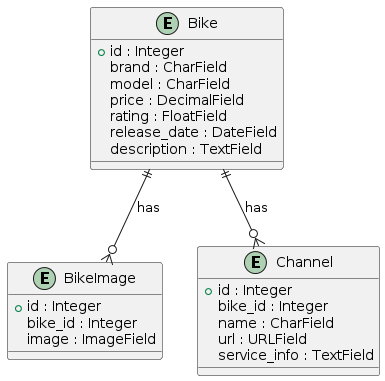 E Bike
id : Integer
brand : CharField
model : CharField
price : DecimalField
rating : FloatField
release_date : DateField
description : TextField
has
has
E BikeImage
id : Integer
bike_id : Integer
image : ImageField
E Channel
id : Integer
bike_id : Integer
name : CharField
url : URLField
service_info : TextField